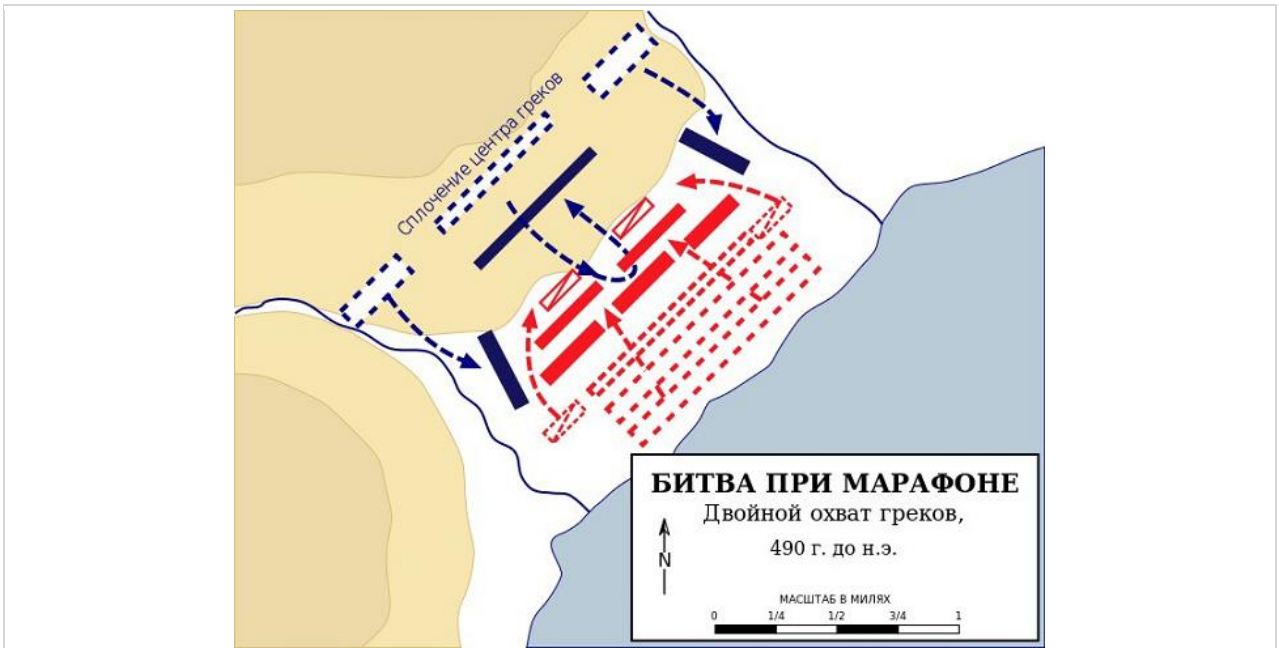 Сплочение центра греков
БИТВА ПРИ МАРАФОНЕ
Двойной охват греков,
490 г. до н.э.
N
МАСШТАБ В МИЛЯХ
0 1/4 1/2 3/4 1